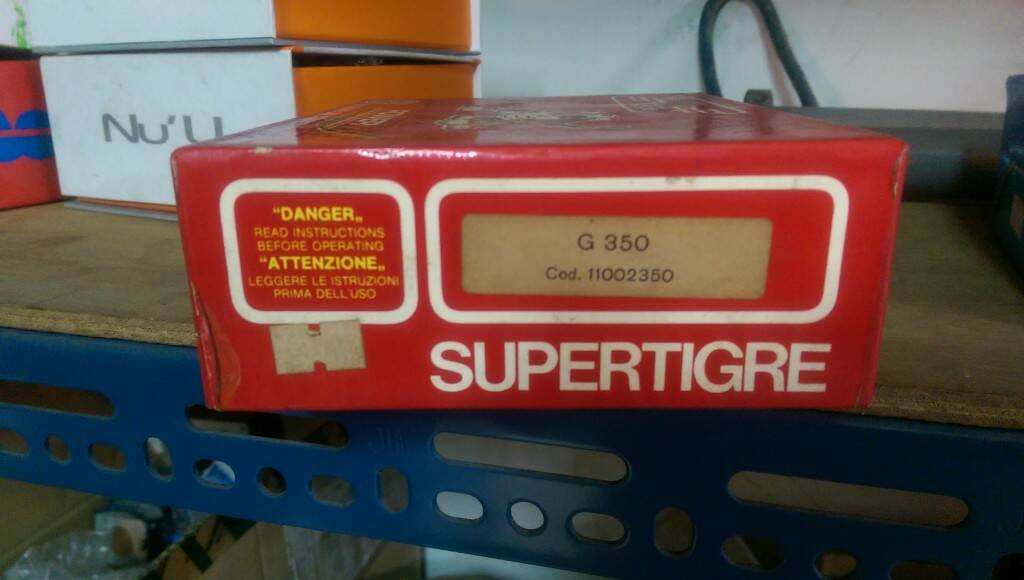 Nu'U
"DANGER„
READ INSTRUCTIONS
BEFORE OPERATING
"ATTENZIONE„
LEGGERE LE ISTRUZIONI
PRIMA DELL'USO
G 350
Cod. 11002350
SUPERTIGRE